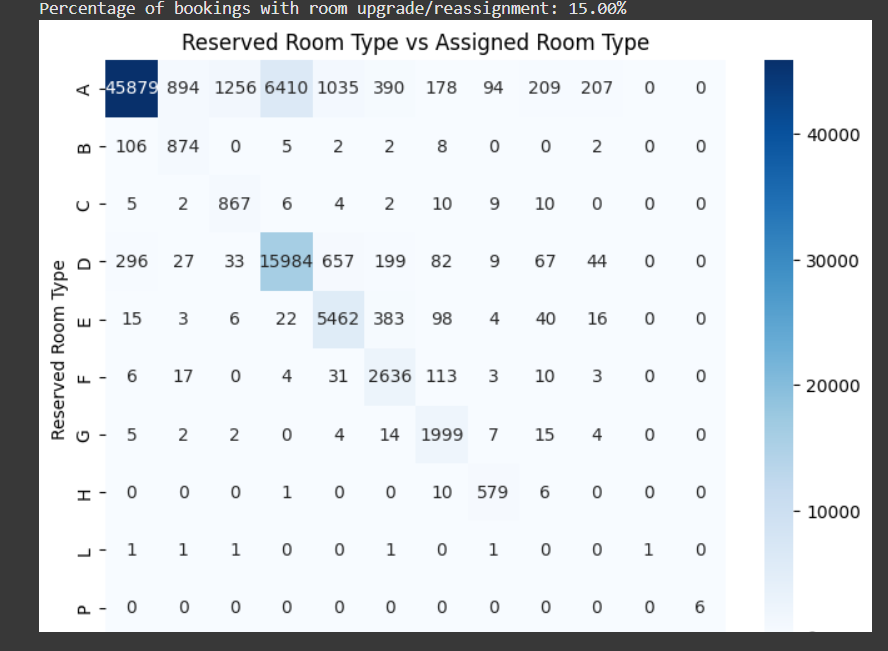 Percentage of bookings with room upgrade/reassignment: 15.00%
Reserved Room Type vs Assigned Room Type
Reserved Room Type
A 45879 894 1256 6410 1035 390 178 94 209 207 0 0
B 106 874 0 5 2 2 8 0 0 2 0 0
C 5 2 867 6 4 2 10 9 10 0 0 0
D 296 27 33 15984 657 199 82 9 67 44 0 0
E 15 3 6 22 5462 383 98 4 40 16 0 0
F 6 17 0 4 31 2636 113 3 10 3 0 0
G 5 2 2 0 4 14 1999 7 15 4 0 0
H 0 0 0 1 0 0 10 579 6 0 0 0
L 1 1 1 0 0 1 0 1 0 0 1 0
P 0 0 0 0 0 0 0 0 0 0 0 6
40000
30000
20000
10000